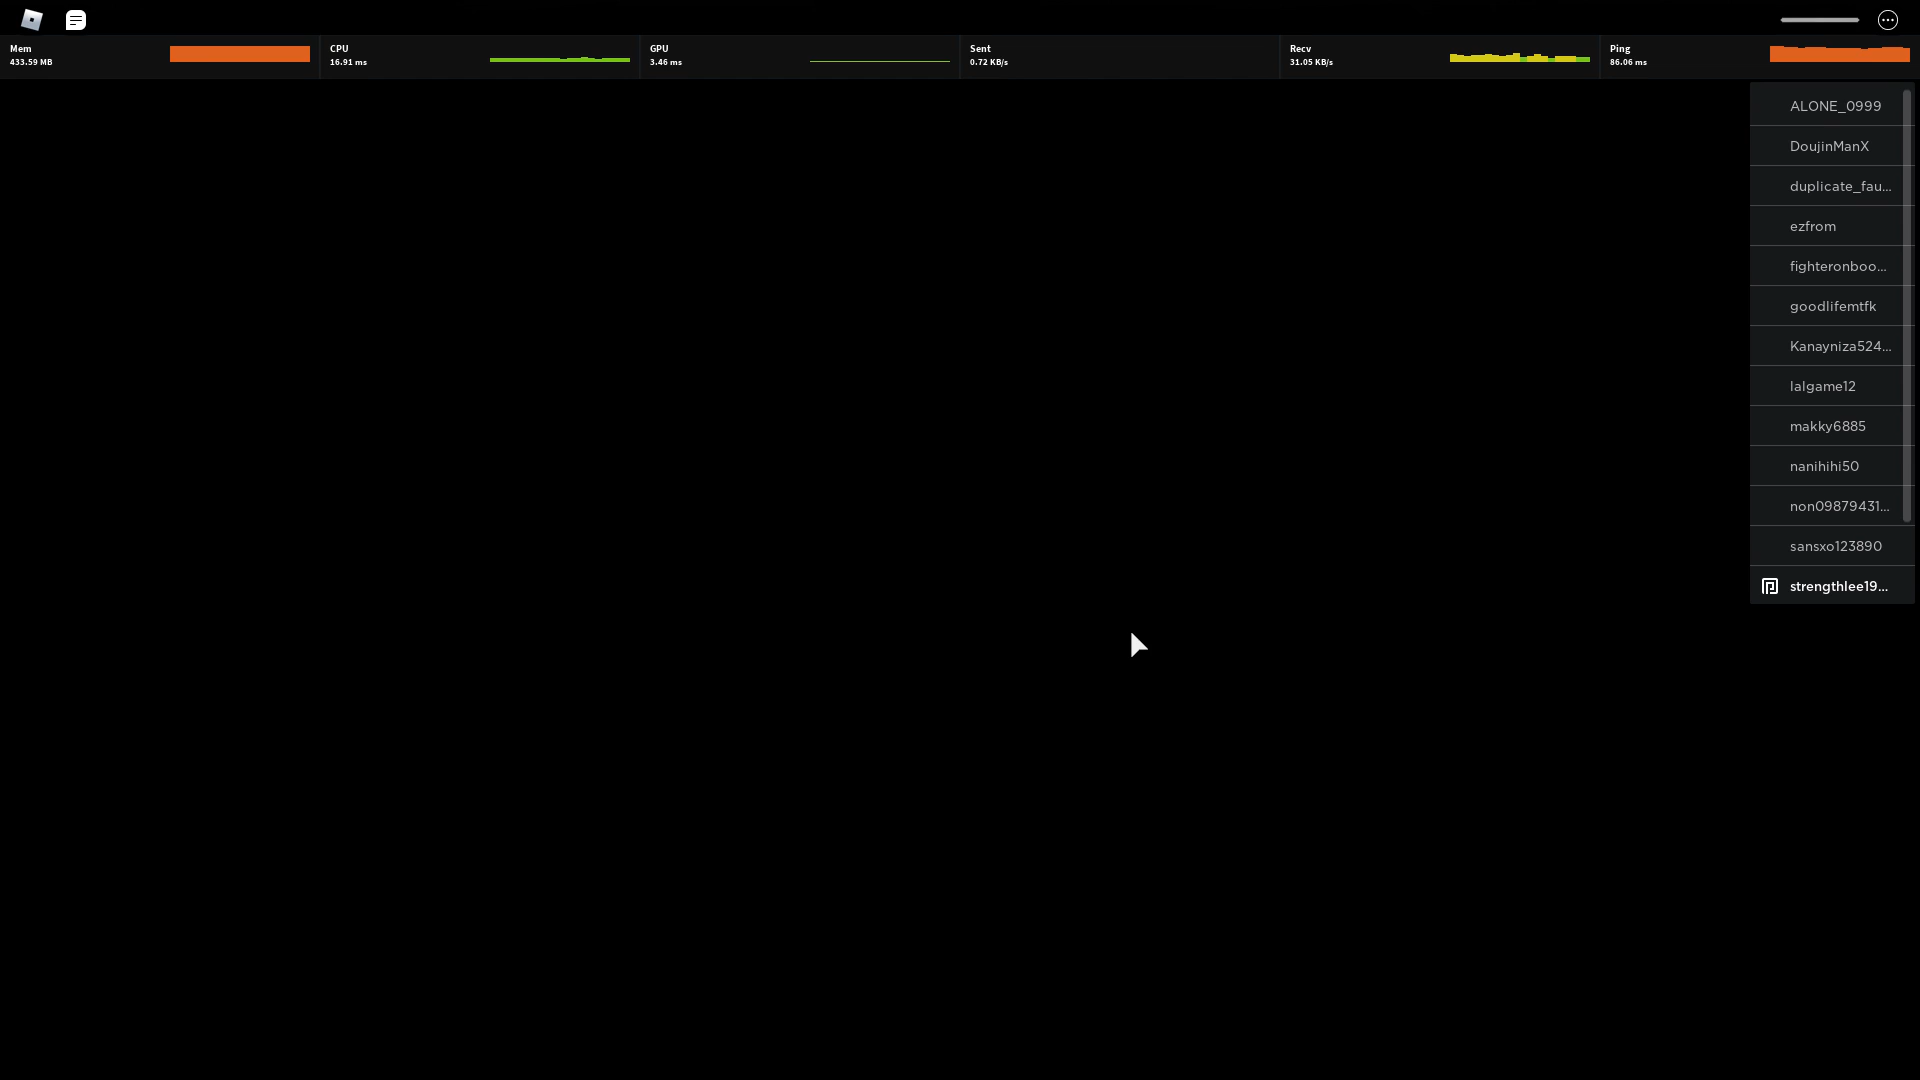 Mem
433.59 MB
CPU
16.91 ms
GPU
3.46 ms
Sent
0.72 KB/s
Recv
31.05 KB/s
Ping
86.06 ms
ALONE_0999
DoujinManX
duplicate_fau...
ezfrom
fighteronboo...
goodlifemtfk
Kanayniza524...
lalgame12
makky6885
nanihihi50
non09879431...
sansxo123890
strengthlee19...